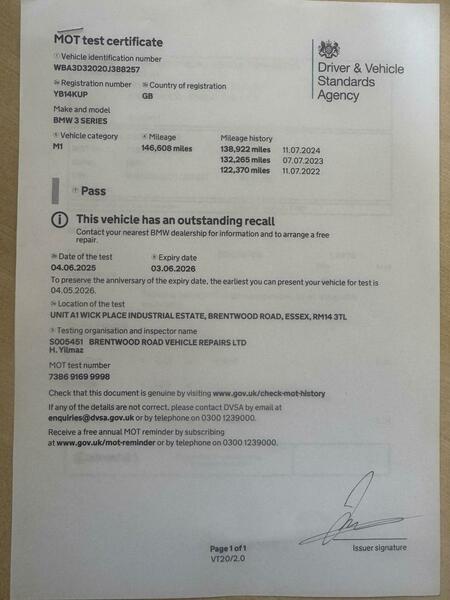 MOT test certificate
Driver & Vehicle
Standards
Agency
Vehicle identification number
WBA3D32020J388257
Registration number
Country of registration
YB14KUP
GB
Make and model
BMW 3 SERIES
Vehicle category
Mileage
Mileage history
M1
146,608 miles
138,922 miles 11.07.2024
132,265 miles 07.07.2023
122,370 miles 11.07.2022
Pass
This vehicle has an outstanding recall
Contact your nearest BMW dealership for information and to arrange a free
repair.
Date of the test
Expiry date
04.06.2025
03.06.2026
To preserve the anniversary of the expiry date, the earliest you can present your vehicle for test is
04.05.2026.
Location of the test
UNIT A1 WICK PLACE INDUSTRIAL ESTATE, BRENTWOOD ROAD, ESSEX, RM14 3TL
Testing organisation and inspector name
S005451 BRENTWOOD ROAD VEHICLE REPAIRS LTD
H. Yilmaz
MOT test number
7386 9169 9998
Check that this document is genuine by visiting www.gov.uk/check-mot-history
If any of the details are not correct, please contact DVSA by email at
enquiries@dvsa.gov.uk or by telephone on 0300 1239000.
Receive a free annual MOT reminder by subscribing
at www.gov.uk/mot-reminder or by telephone on 0300 1239000.
Page 1 of 1
VT20/2.0
Issuer signature